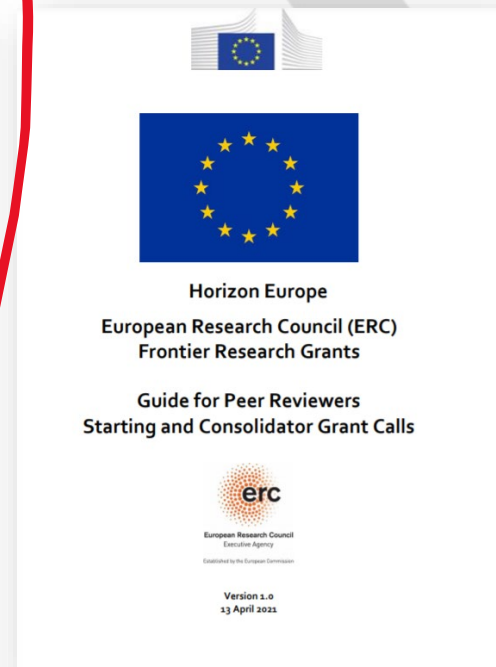 Horizon Europe
European Research Council (ERC)
Frontier Research Grants
Guide for Peer Reviewers
Starting and Consolidator Grant Calls
erc
European Research Council
Executive Agency
Established by the European Commission
Version 1.0
13 April 2021